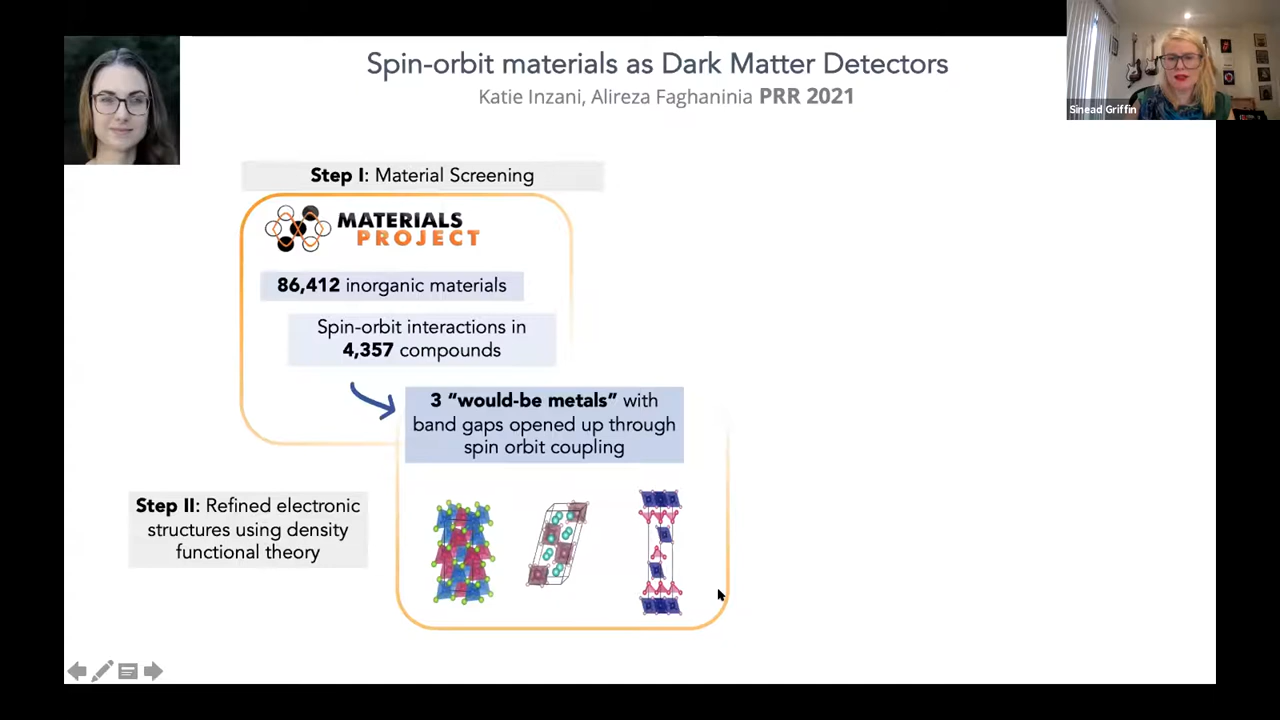 Spin-orbit materials as Dark Matter Detectors
Katie Inzani, Alireza Faghaninia PRR 2021
Sinead Griffin
Step I: Material Screening
MATERIALS
PROJECT
86,412 inorganic materials
Spin-orbit interactions in
4,357 compounds
3 “would-be metals” with
band gaps opened up through
spin orbit coupling
Step II: Refined electronic
structures using density
functional theory